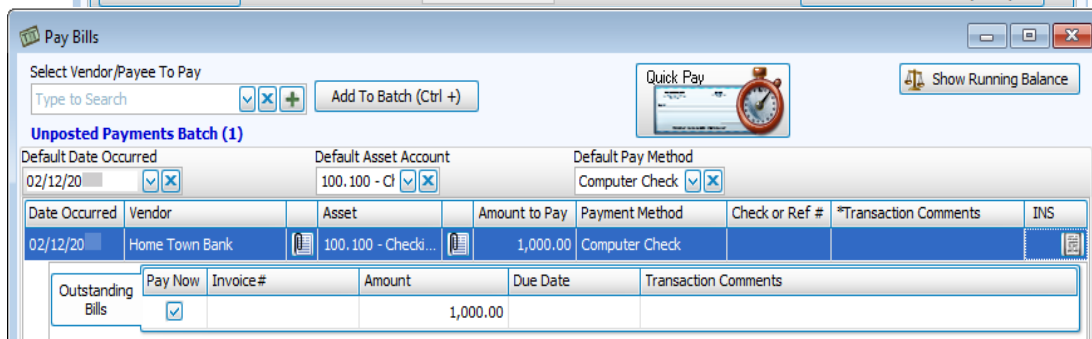 Pay Bills
Select Vendor/Payee To Pay
Quick Pay
Show Running Balance
Type to Search
Add To Batch (Ctrl +)
Unposted Payments Batch (1)
Default Date Occurred Default Asset Account Default Pay Method
02/12/20 100.100 - Ch Computer Check
Date Occurred Vendor Asset Amount to Pay Payment Method Check or Ref # *Transaction Comments INS
02/12/20 Home Town Bank 100.100 - Checki... 1,000.00 Computer Check
Outstanding Bills
Pay Now Invoice# Amount Due Date Transaction Comments
1,000.00